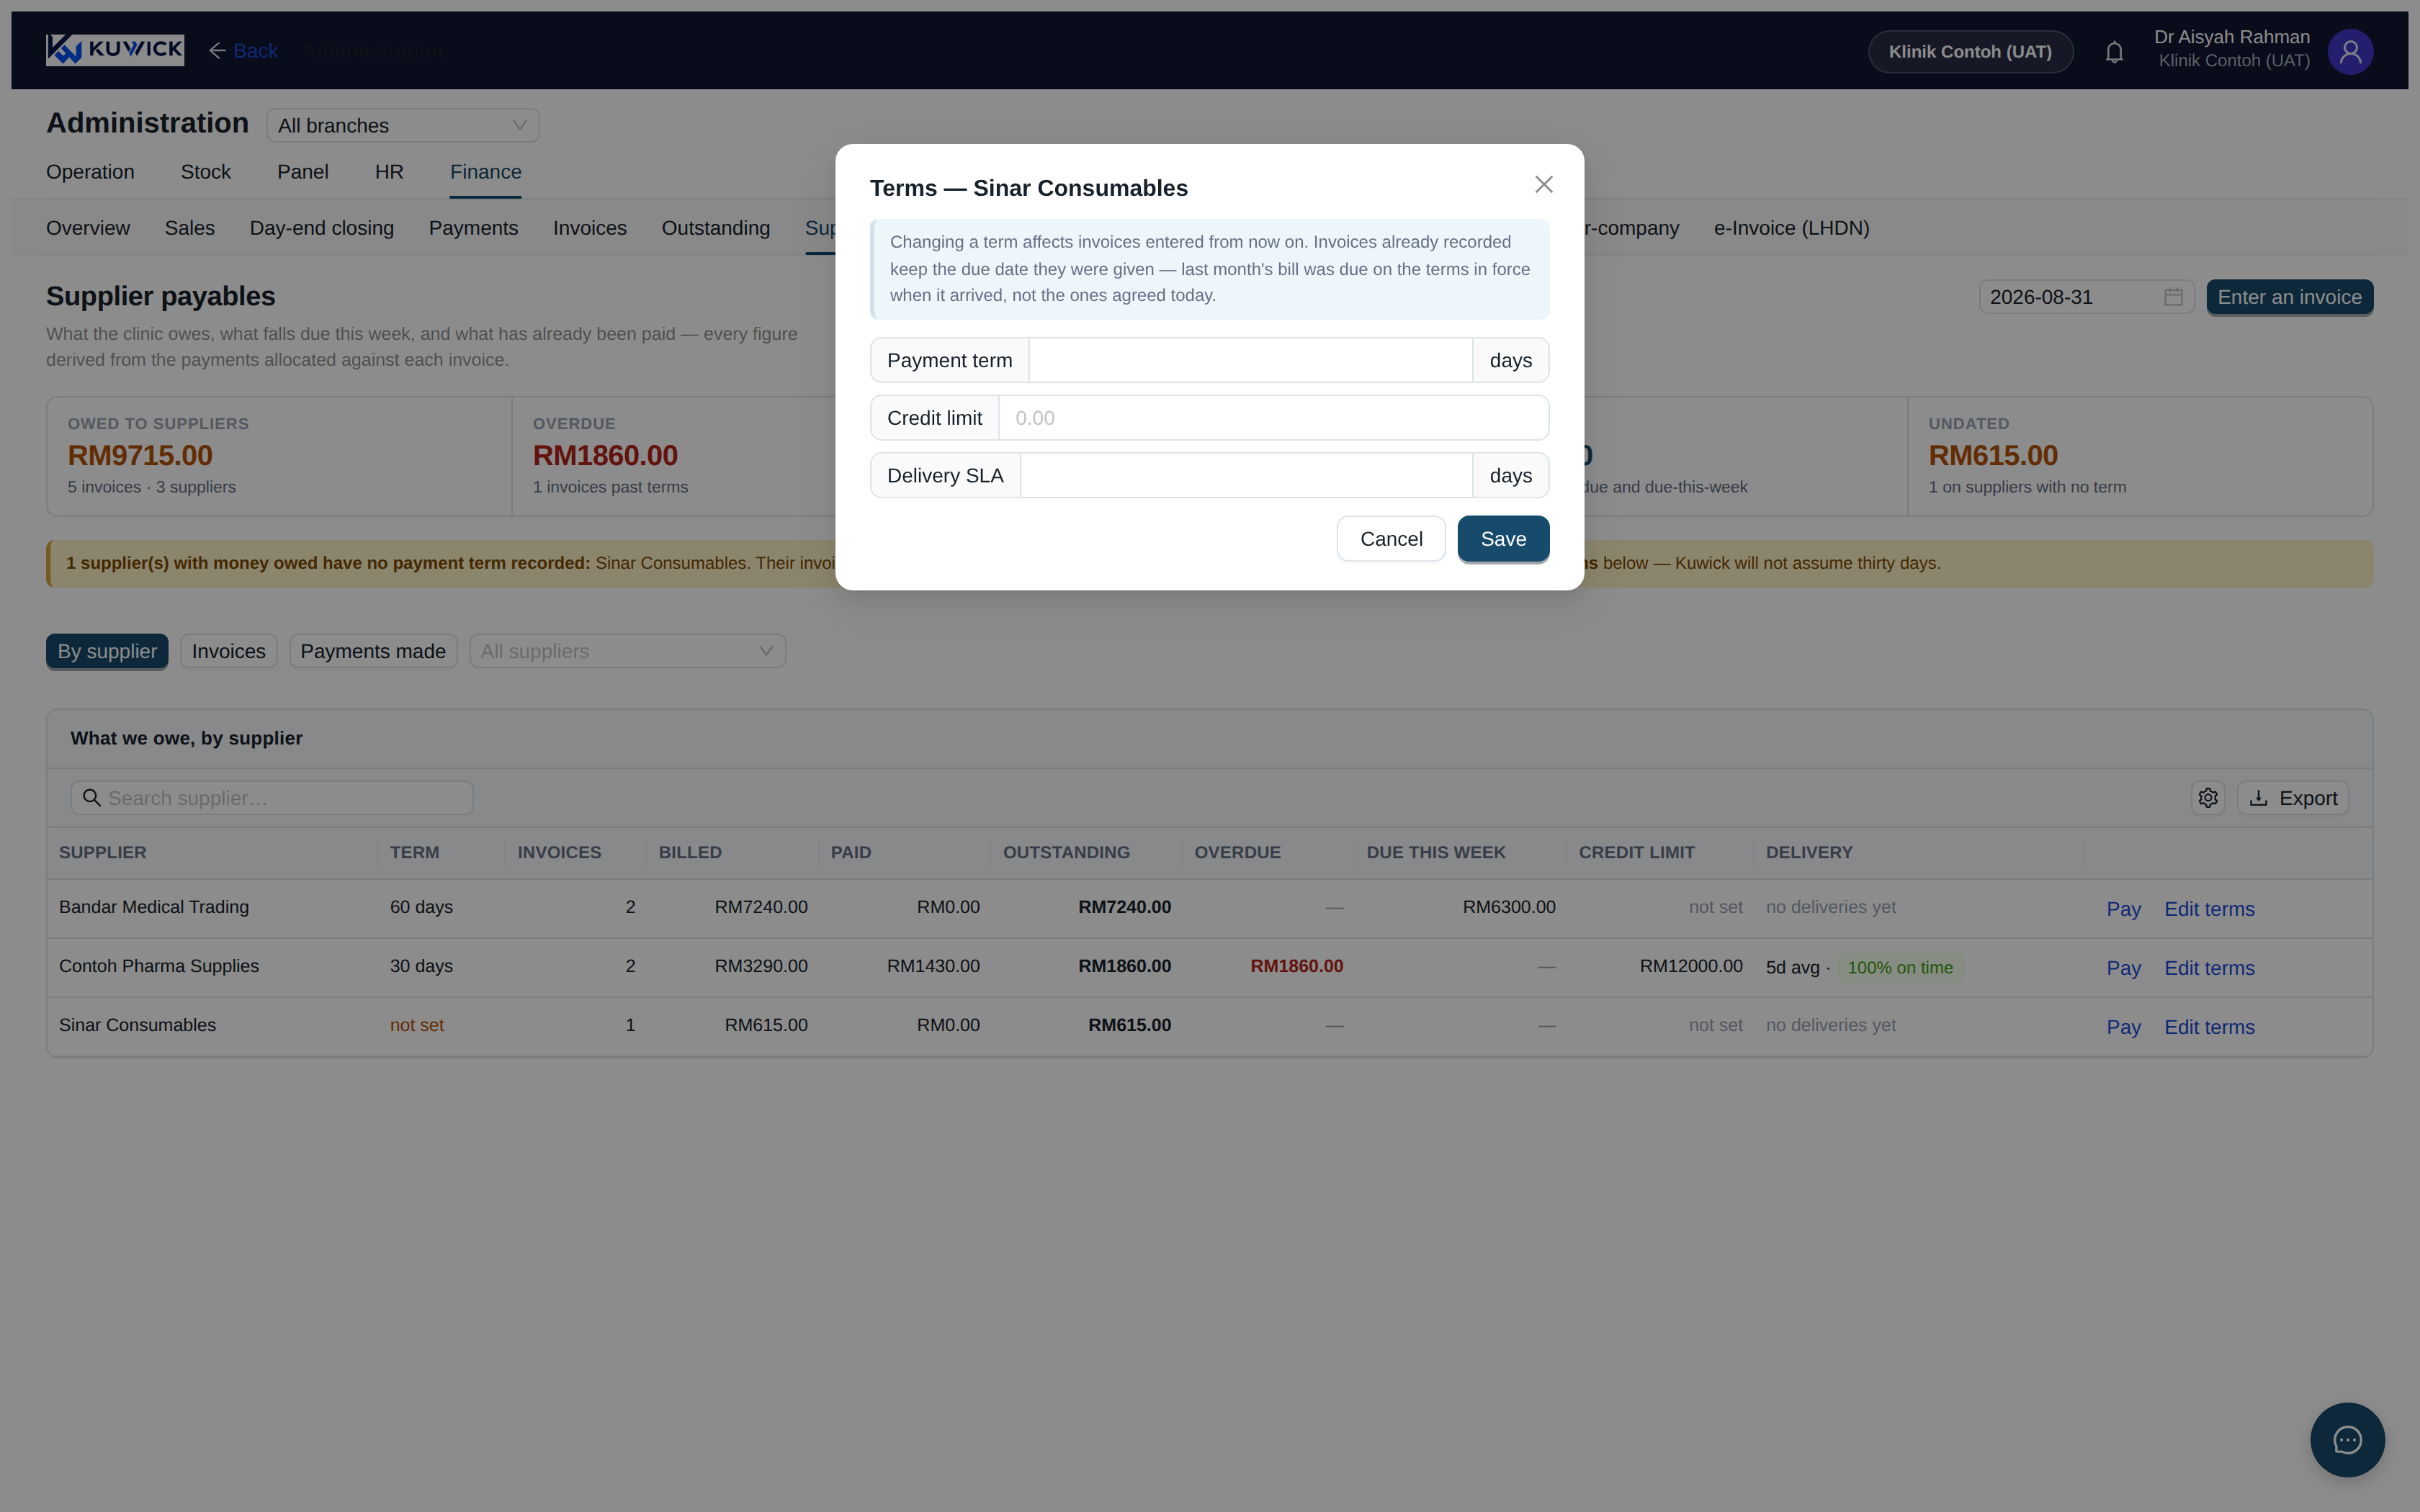 KUWICK
Back
Administration
Klinik Contoh (UAT)
Dr Aisyah Rahman
Klinik Contoh (UAT)
Administration
All branches
Operation
Stock
Panel
HR
Finance
Overview
Sales
Day-end closing
Payments
Invoices
Outstanding
e-Invoice (LHDN)
Terms — Sinar Consumables
Changing a term affects invoices entered from now on. Invoices already recorded
keep the due date they were given — last month's bill was due on the terms in force
when it arrived, not the ones agreed today.
Payment term
days
Credit limit
0.00
Delivery SLA
days
Cancel
Save
Supplier payables
2026-08-31
Enter an invoice
What the clinic owes, what falls due this week, and what has already been paid — every figure
derived from the payments allocated against each invoice.
OWED TO SUPPLIERS
RM9715.00
5 invoices · 3 suppliers
OVERDUE
RM1860.00
1 invoices past terms
due and due-this-week
UNDATED
RM615.00
1 on suppliers with no term
1 supplier(s) with money owed have no payment term recorded: Sinar Consumables. Their
below — Kuwick will not assume thirty days.
By supplier
Invoices
Payments made
All suppliers
What we owe, by supplier
Search supplier…
Export
SUPPLIER TERM INVOICES BILLED PAID OUTSTANDING OVERDUE DUE THIS WEEK CREDIT LIMIT DELIVERY
Bandar Medical Trading 60 days 2 RM7240.00 RM0.00 RM7240.00 — RM6300.00 not set no deliveries yet Pay Edit terms
Contoh Pharma Supplies 30 days 2 RM3290.00 RM1430.00 RM1860.00 RM1860.00 — RM12000.00 5d avg · 100% on time Pay Edit terms
Sinar Consumables not set 1 RM615.00 RM0.00 RM615.00 — — not set no deliveries yet Pay Edit terms